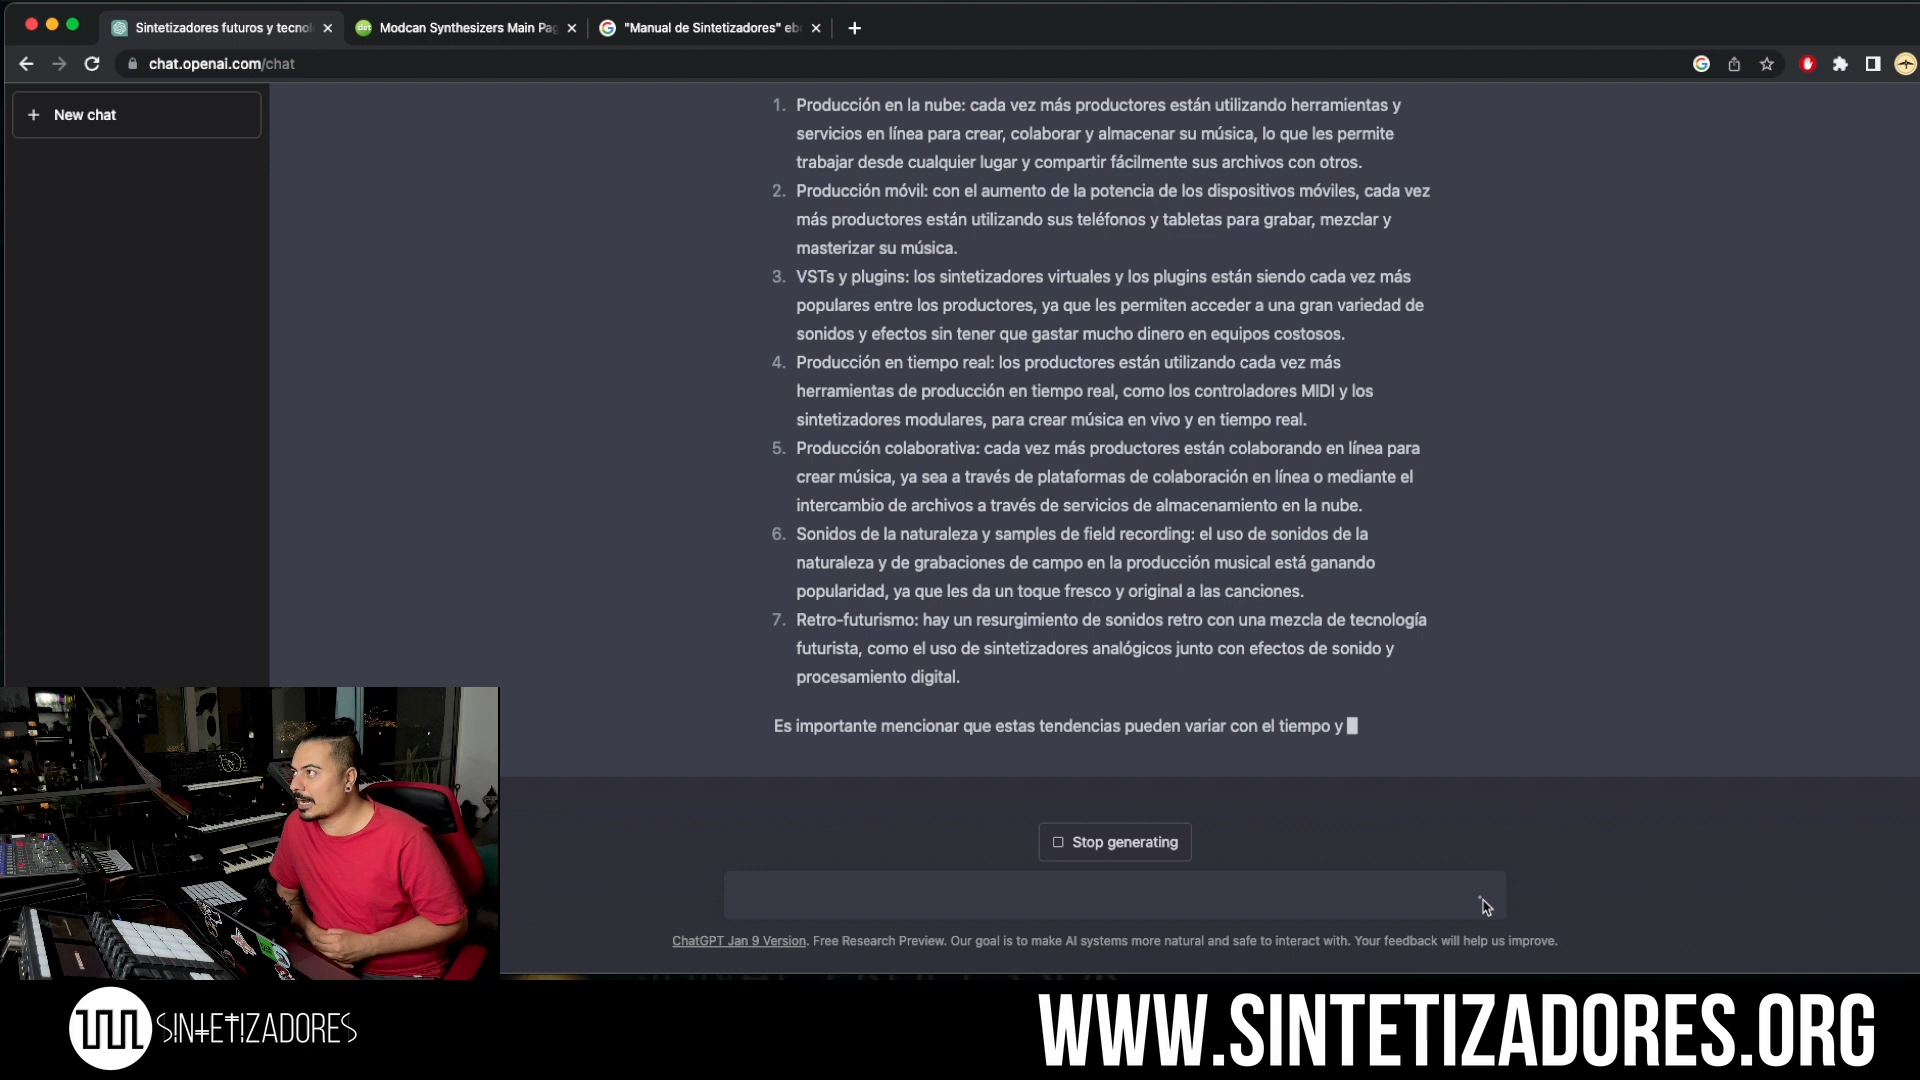 Sintetizadores futuros y tecnol
Modcan Synthesizers Main Pag
"Manual de Sintetizadores" eb
chat.openai.com/chat
New chat
1. Producción en la nube: cada vez más productores están utilizando herramientas y
servicios en línea para crear, colaborar y almacenar su música, lo que les permite
trabajar desde cualquier lugar y compartir fácilmente sus archivos con otros.
2. Producción móvil: con el aumento de la potencia de los dispositivos móviles, cada vez
más productores están utilizando sus teléfonos y tabletas para grabar, mezclar y
masterizar su música.
3. VSTs y plugins: los sintetizadores virtuales y los plugins están siendo cada vez más
populares entre los productores, ya que les permiten acceder a una gran variedad de
sonidos y efectos sin tener que gastar mucho dinero en equipos costosos.
4. Producción en tiempo real: los productores están utilizando cada vez más
herramientas de producción en tiempo real, como los controladores MIDI y los
sintetizadores modulares, para crear música en vivo y en tiempo real.
5. Producción colaborativa: cada vez más productores están colaborando en línea para
crear música, ya sea a través de plataformas de colaboración en línea o mediante el
intercambio de archivos a través de servicios de almacenamiento en la nube.
6. Sonidos de la naturaleza y samples de field recording: el uso de sonidos de la
naturaleza y de grabaciones de campo en la producción musical está ganando
popularidad, ya que les da un toque fresco y original a las canciones.
7. Retro-futurismo: hay un resurgimiento de sonidos retro con una mezcla de tecnología
futurista, como el uso de sintetizadores analógicos junto con efectos de sonido y
procesamiento digital.
Es importante mencionar que estas tendencias pueden variar con el tiempo y
Stop generating
ChatGPT Jan 9 Version. Free Research Preview. Our goal is to make AI systems more natural and safe to interact with. Your feedback will help us improve.
SINTETIZADORES
WWW.SINTETIZADORES.ORG